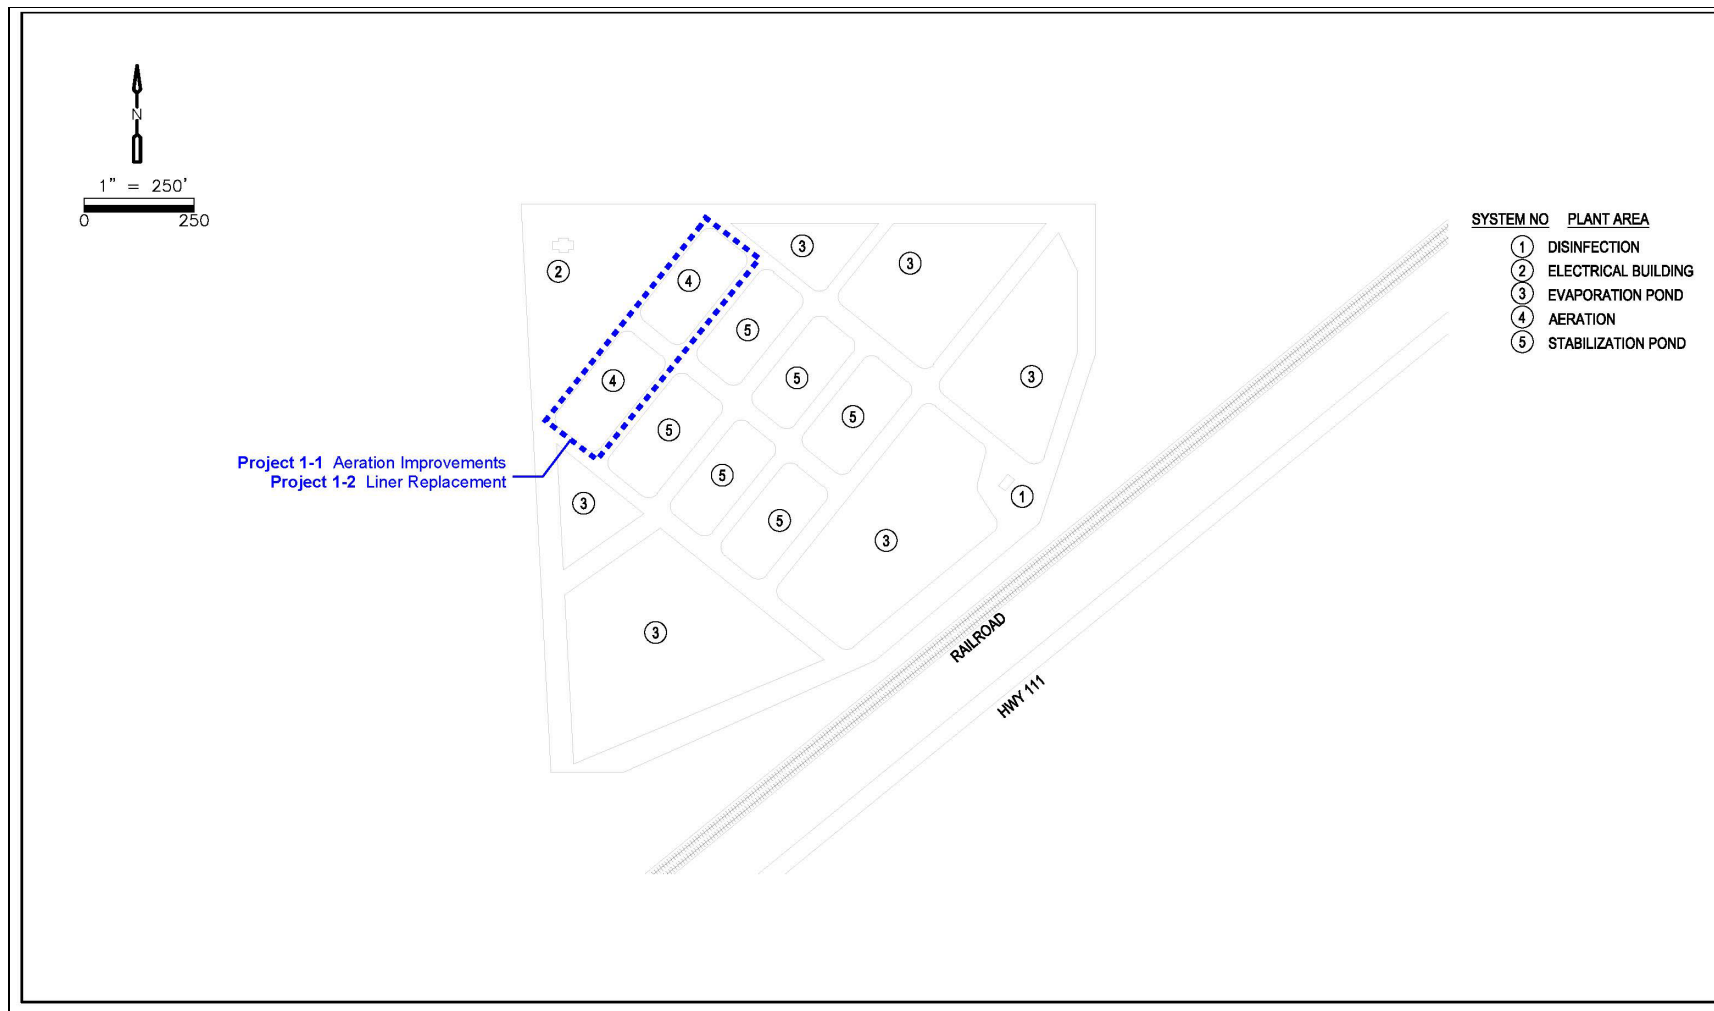 N
1" = 250'
0 250
SYSTEM NO PLANT AREA
1 DISINFECTION
2 ELECTRICAL BUILDING
3 EVAPORATION POND
4 AERATION
5 STABILIZATION POND
3
3
2
4
5
3
5
4
5
5
Project 1-1 Aeration Improvements
Project 1-2 Liner Replacement
5
1
3
5
3
3
RAILROAD
HWY 111